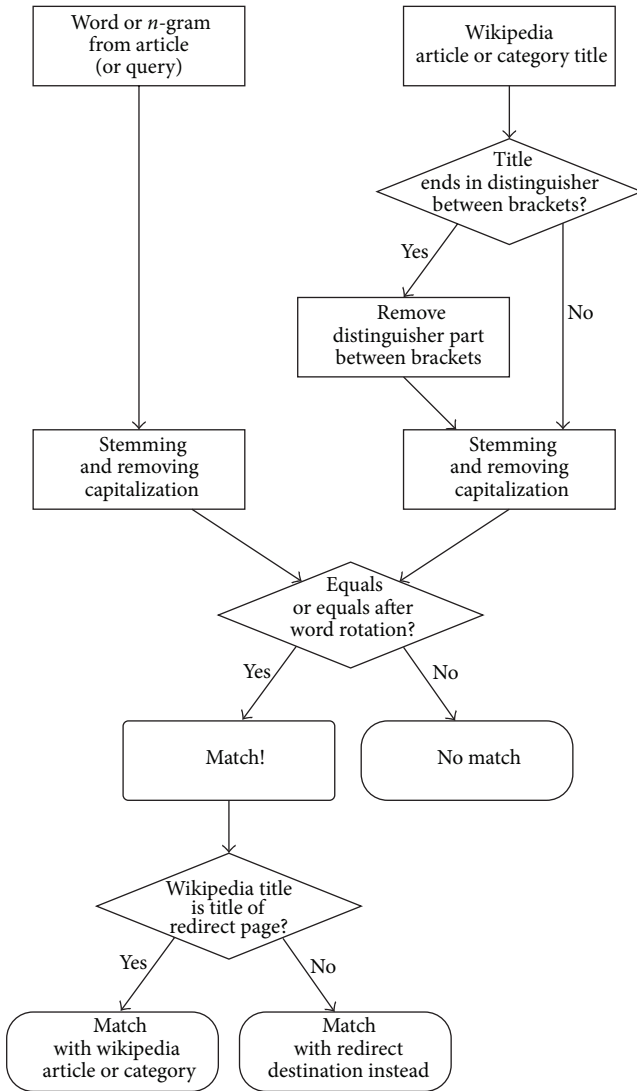 Word or n-gram
from article
(or query)
Wikipedia
article or category title
Title
ends in distinguisher
between brackets?
Yes
No
Remove
distinguisher part
between brackets
Stemming
and removing
capitalization
Stemming
and removing
capitalization
Equals
or equals after
word rotation?
Yes
No
Match!
No match
Wikipedia title
is title of
redirect page?
Yes
No
Match
with wikipedia
article or category
Match
with redirect
destination instead